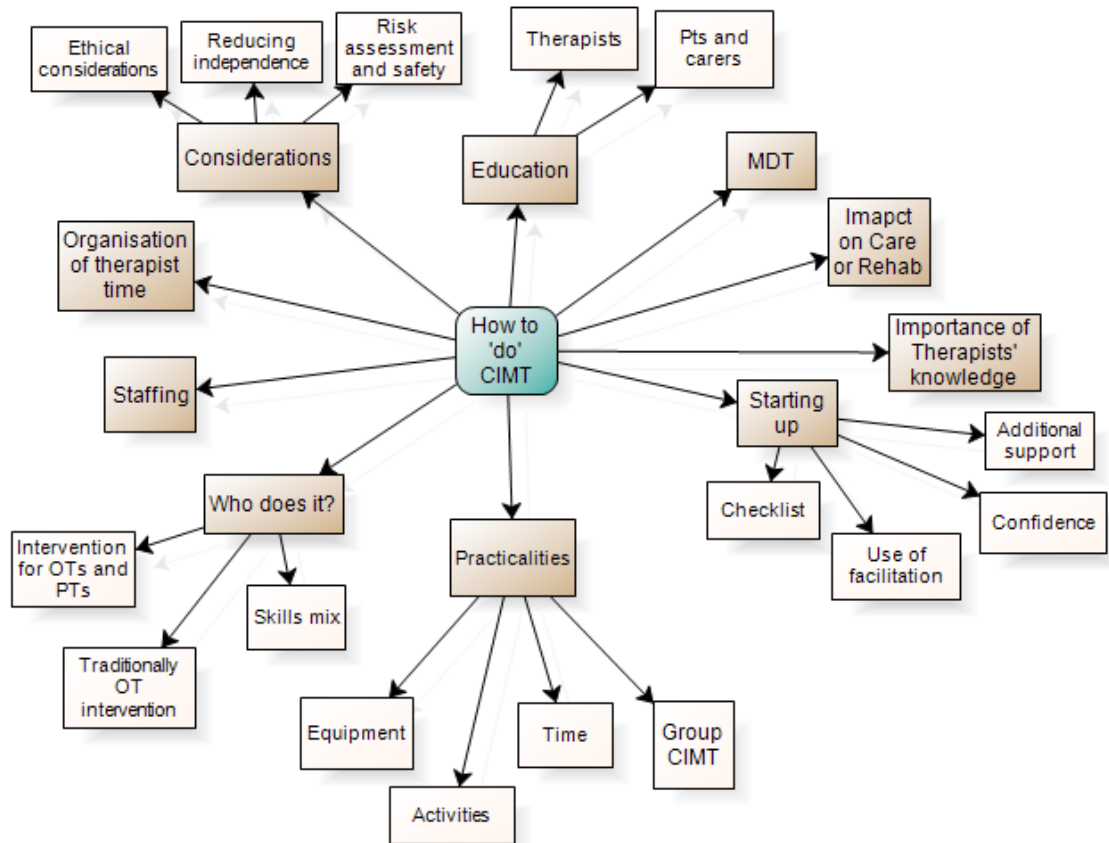 Ethical
considerations
Reducing
independence
Risk
assessment
and safety
Therapists
Pts and
carers
Considerations
Education
MDT
Organisation
of therapist
time
Imapct
on Care
or Rehab
How to
'do'
CIMT
Importance of
Therapists'
knowledge
Staffing
Starting
up
Additional
support
Checklist
Confidence
Use of
facilitation
Who does it?
Intervention
for OTs and
PTs
Skills mix
Traditionally
OT
intervention
Practicalities
Equipment
Activities
Time
Group
CIMT